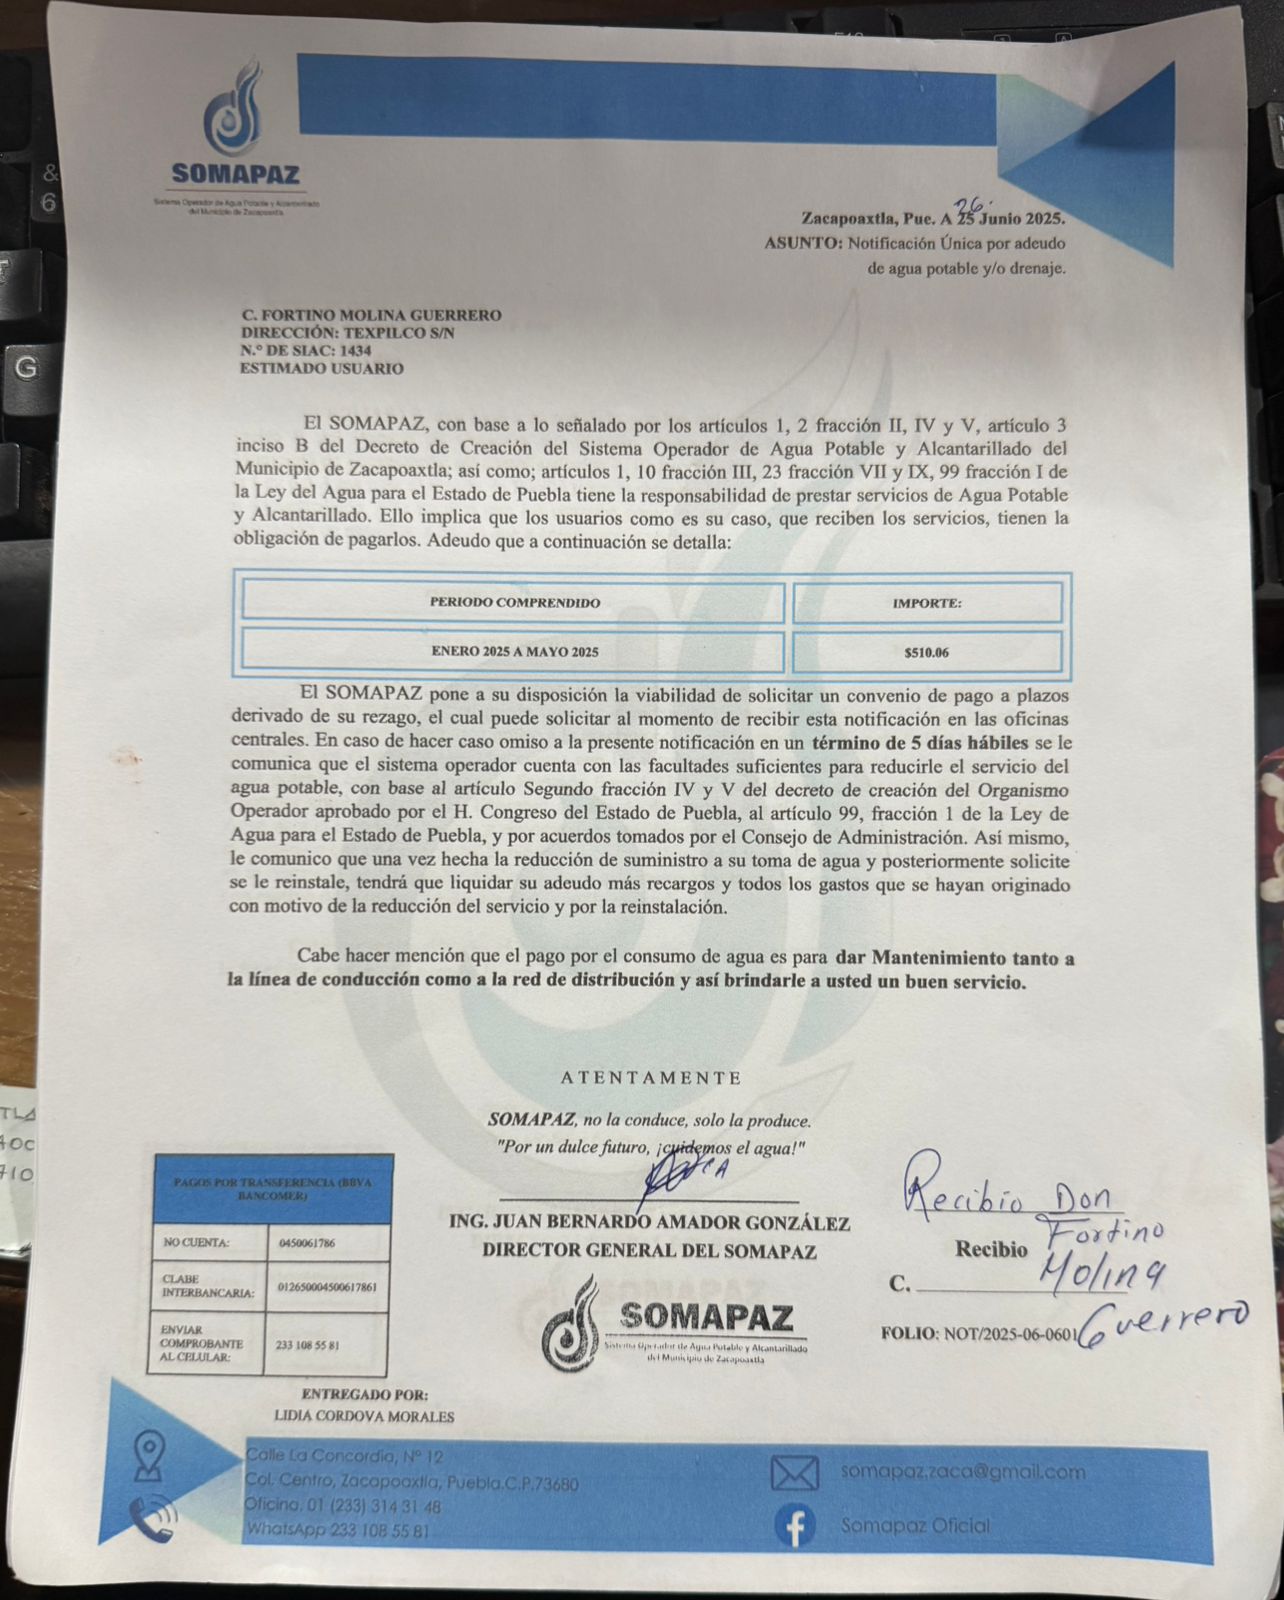 SOMAPAZ
Sistema Operador de Agua Potable y Alcantarillado
del Municipio de Zacapoaxtla
26.
Zacapoaxtla, Pue. A 25 Junio 2025.
ASUNTO: Notificación Única por adeudo
de agua potable y/o drenaje.
C. FORTINO MOLINA GUERRERO
DIRECCIÓN: TEXPILCO S/N
N.º DE SIAC: 1434
ESTIMADO USUARIO
El SOMAPAZ, con base a lo señalado por los artículos 1, 2 fracción II, IV y V, artículo 3
inciso B del Decreto de Creación del Sistema Operador de Agua Potable y Alcantarillado del
Municipio de Zacapoaxtla; así como; artículos 1, 10 fracción III, 23 fracción VII y IX, 99 fracción I de
la Ley del Agua para el Estado de Puebla tiene la responsabilidad de prestar servicios de Agua Potable
y Alcantarillado. Ello implica que los usuarios como es su caso, que reciben los servicios, tienen la
obligación de pagarlos. Adeudo que a continuación se detalla:
PERIODO COMPRENDIDO IMPORTE:
ENERO 2025 A MAYO 2025 $510.06
El SOMAPAZ pone a su disposición la viabilidad de solicitar un convenio de pago a plazos
derivado de su rezago, el cual puede solicitar al momento de recibir esta notificación en las oficinas
centrales. En caso de hacer caso omiso a la presente notificación en un término de 5 días hábiles se le
comunica que el sistema operador cuenta con las facultades suficientes para reducirle el servicio del
agua potable, con base al artículo Segundo fracción IV y V del decreto de creación del Organismo
Operador aprobado por el H. Congreso del Estado de Puebla, al artículo 99, fracción 1 de la Ley de
Agua para el Estado de Puebla, y por acuerdos tomados por el Consejo de Administración. Así mismo,
le comunico que una vez hecha la reducción de suministro a su toma de agua y posteriormente solicite
se le reinstale, tendrá que liquidar su adeudo más recargos y todos los gastos que se hayan originado
con motivo de la reducción del servicio y por la reinstalación.
Cabe hacer mención que el pago por el consumo de agua es para dar Mantenimiento tanto a
la línea de conducción como a la red de distribución y así brindarle a usted un buen servicio.
ATENTAMENTE
SOMAPAZ, no la conduce, solo la produce.
"Por un dulce futuro, ¡cuidemos el agua!"
ING. JUAN BERNARDO AMADOR GONZÁLEZ
DIRECTOR GENERAL DEL SOMAPAZ
SOMAPAZ
Sistema Operador de Agua Potable y Alcantarillado
del Municipio de Zacapoaxtla
PAGOS POR TRANSFERENCIA (BBVA
BANCOMER)
NO CUENTA: 0450061786
CLABE
INTERBANCARIA: 012650004500617861
ENVIAR
COMPROBANTE
AL CELULAR: 233 108 55 81
Recibio Don
Fortino
Recibio
Molina
C.
Guerrero
FOLIO: NOT/2025-06-0601
ENTREGADO POR:
LIDIA CORDOVA MORALES
Calle La Concordia, Nº 12
Col. Centro, Zacapoaxtla, Puebla.C.P.73680
Oficina. 01 (233) 314 31 48
WhatsApp 233 108 55 81
somapaz.zaca@gmail.com
Somapaz Oficial
&
6
G